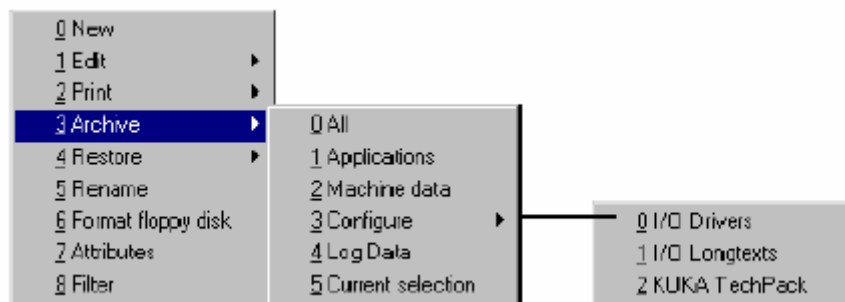 0 New
1 Edit
2 Print
3 Archive
4 Restore
5 Rename
6 Format floppy disk
7 Attributes
8 Filter
0 All
1 Applications
2 Machine data
3 Configure
4 Log Data
5 Current selection
0 I/O Drivers
1 I/O Longtexts
2 KUKA TechPack